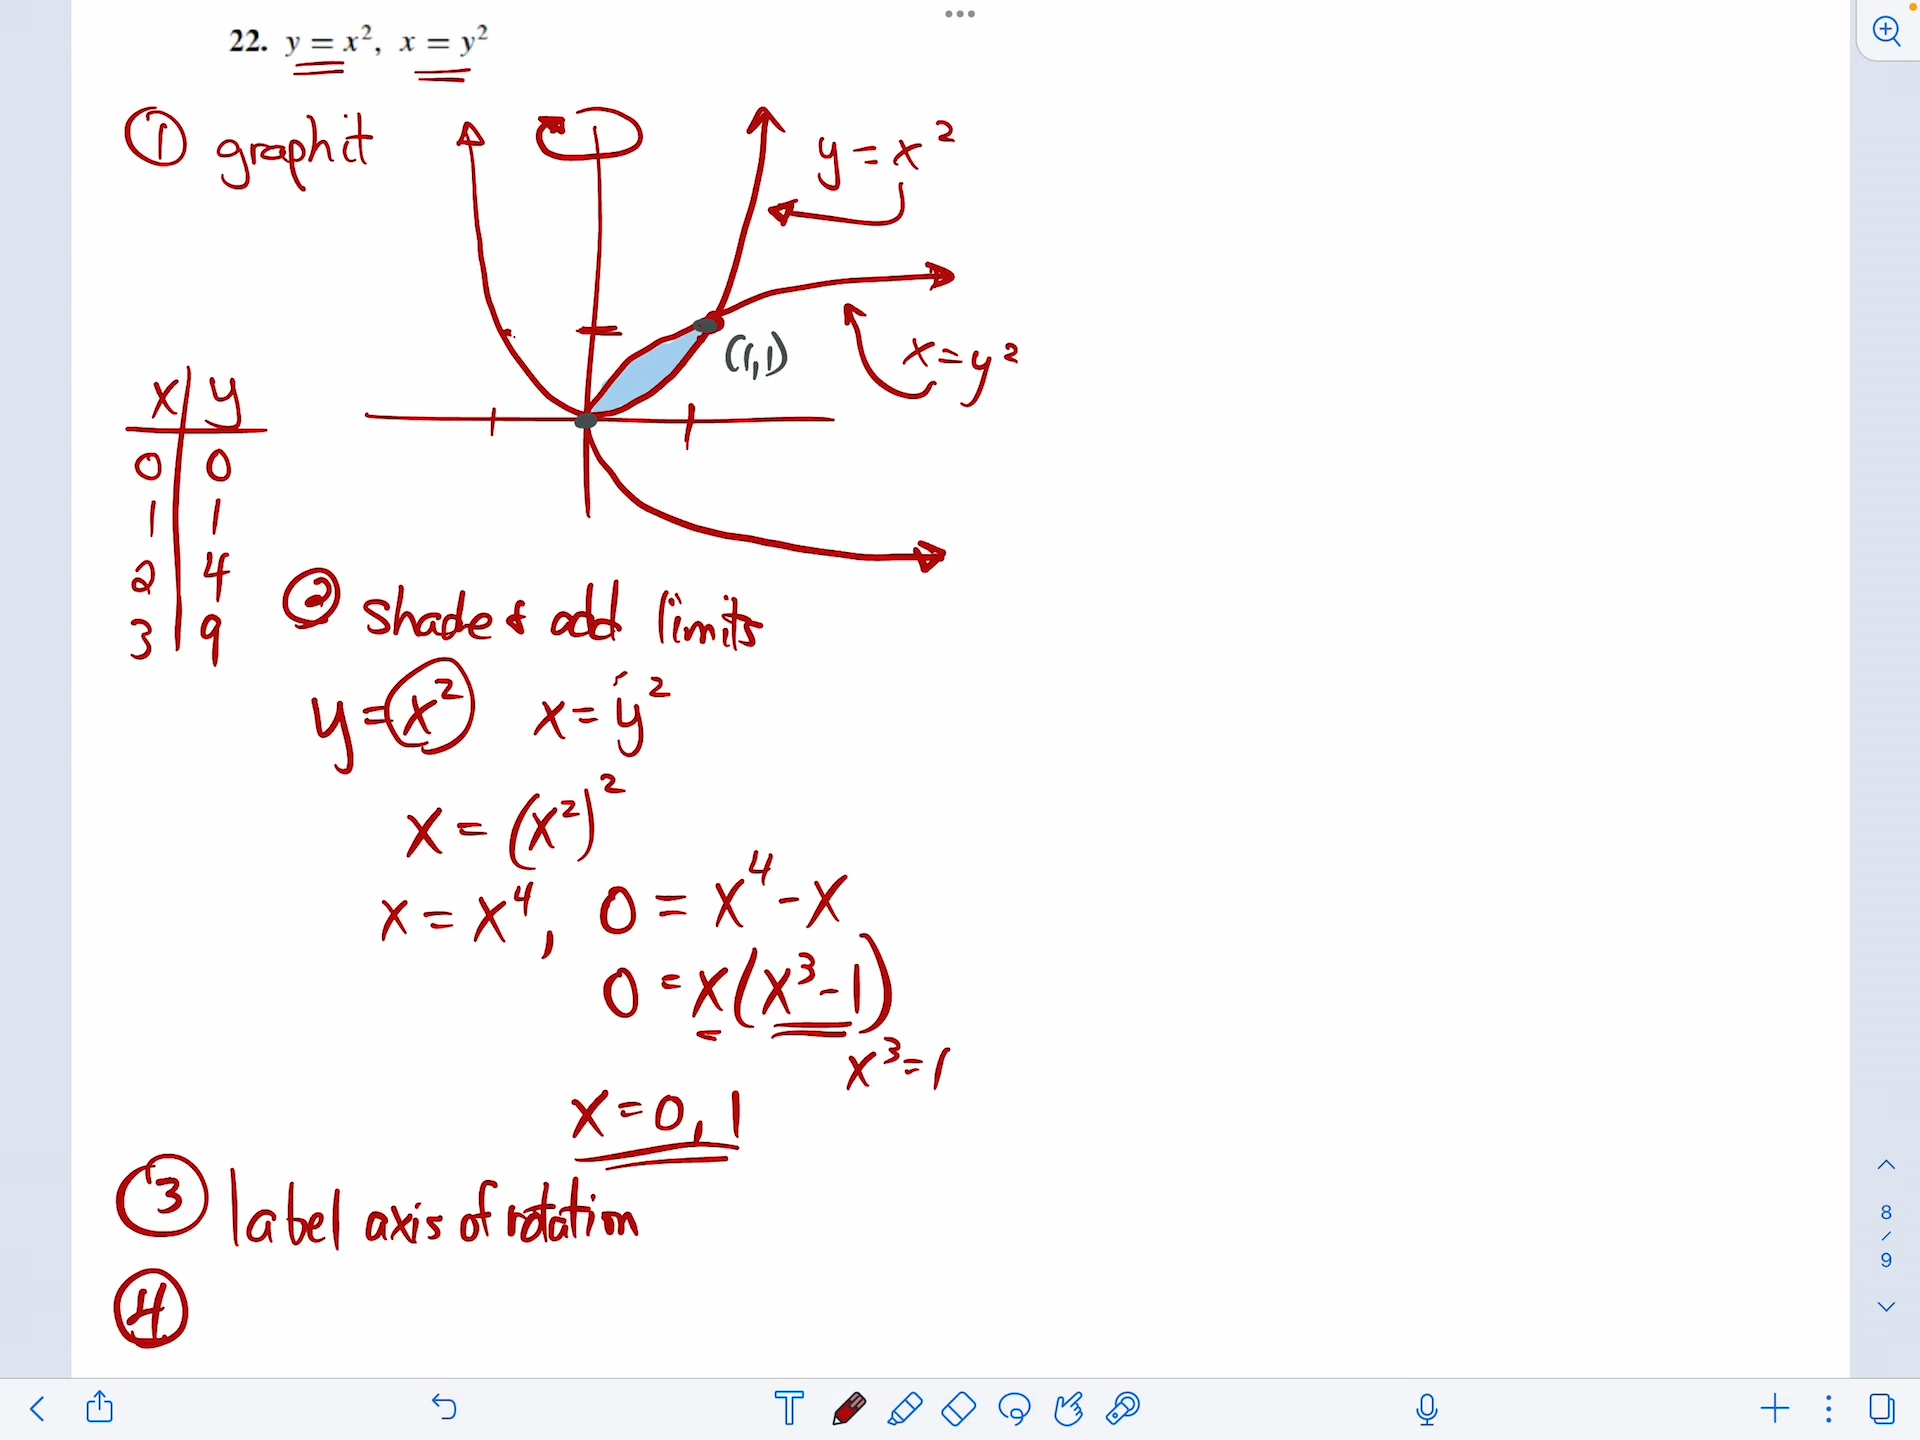 22. y = x², x = y²
① graph it
y = x²
x = y²
(1,1)
x | y
0 | 0
1 | 1
2 | 4
3 | 9
② shade & add limits
y = x² x = y²
x = (x²)²
x = x⁴, 0 = x⁴ - x
0 = x(x³ - 1)
x³ = 1
x = 0, 1
③ label axis of rotation
④
8
/
9
T